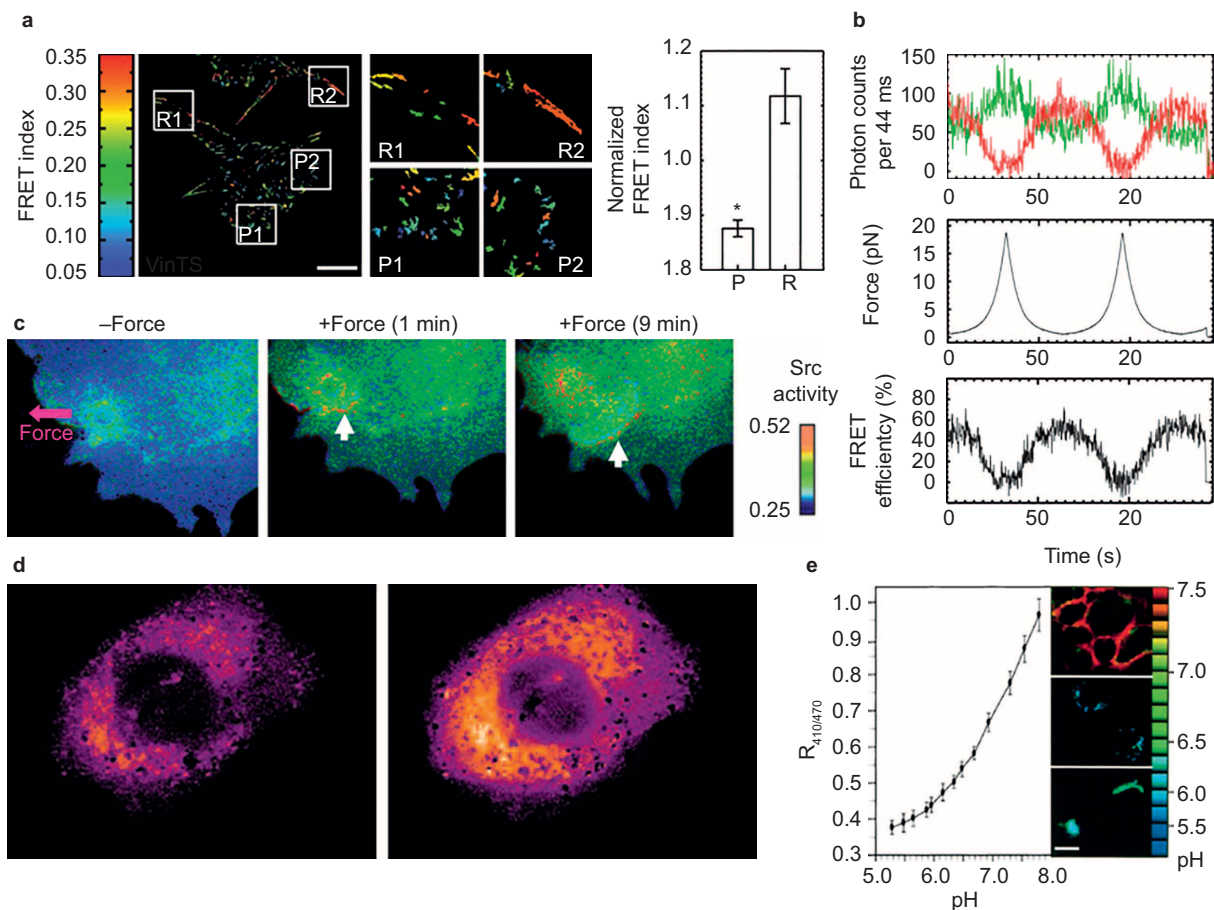 a
FRET index
0.35
0.30
0.25
0.20
0.15
0.10
0.05
R1
R2
P2
P1
VinTS
R1
R2
P1
P2
Normalized
FRET index
1.2
1.1
1.0
1.9
1.8
*
P
R
b
Photon counts
per 44 ms
150
100
50
0
0
50
20
Force (pN)
20
15
10
5
0
0
50
20
FRET
efficientcy (%)
80
60
40
20
0
0
50
20
Time (s)
c
–Force
+Force (1 min)
+Force (9 min)
Force
Src
activity
0.52
0.25
d
e
R410/470
1.0
0.9
0.8
0.7
0.6
0.5
0.4
0.3
5.0
6.0
7.0
8.0
pH
7.5
7.0
6.5
6.0
5.5
pH